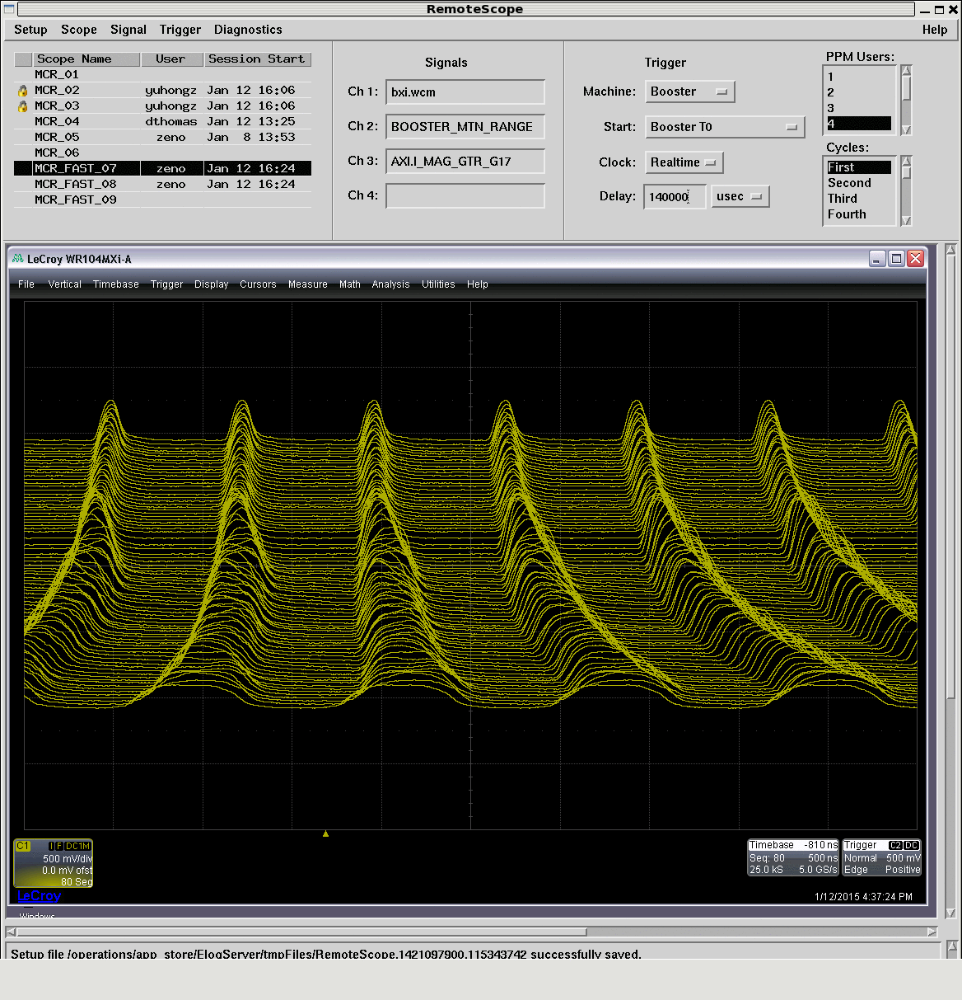 RemoteScope
Setup Scope Signal Trigger Diagnostics Help
Scope Name User Session Start
MCR_01
MCR_02 yuhongz Jan 12 16:06
MCR_03 yuhongz Jan 12 16:06
MCR_04 dthomas Jan 12 13:25
MCR_05 zeno Jan 8 13:53
MCR_06
MCR_FAST_07 zeno Jan 12 16:24
MCR_FAST_08 zeno Jan 12 16:24
MCR_FAST_09
Signals
Ch 1: bxi.wcm
Ch 2: BOOSTER_MTN_RANGE
Ch 3: AXI.I_MAG_GTR_G17
Ch 4:
Trigger
Machine: Booster
Start: Booster T0
Clock: Realtime
Delay: 140000 usec
PPM Users:
1
2
3
4
Cycles:
First
Second
Third
Fourth
LeCroy WR104MXi-A
File Vertical Timebase Trigger Display Cursors Measure Math Analysis Utilities Help
C1 I F DC1M
500 mV/div
0.0 mV ofst
80 Seg
LeCroy
Timebase -810 ns
Seq: 80 500 ns
25.0 kS 5.0 GS/s
Trigger C2 DC
Normal 500 mV
Edge Positive
1/12/2015 4:37:24 PM
Windows
Setup file /operations/app_store/ElogServer/tmpFiles/RemoteScope.1421097900.115343742 successfully saved.